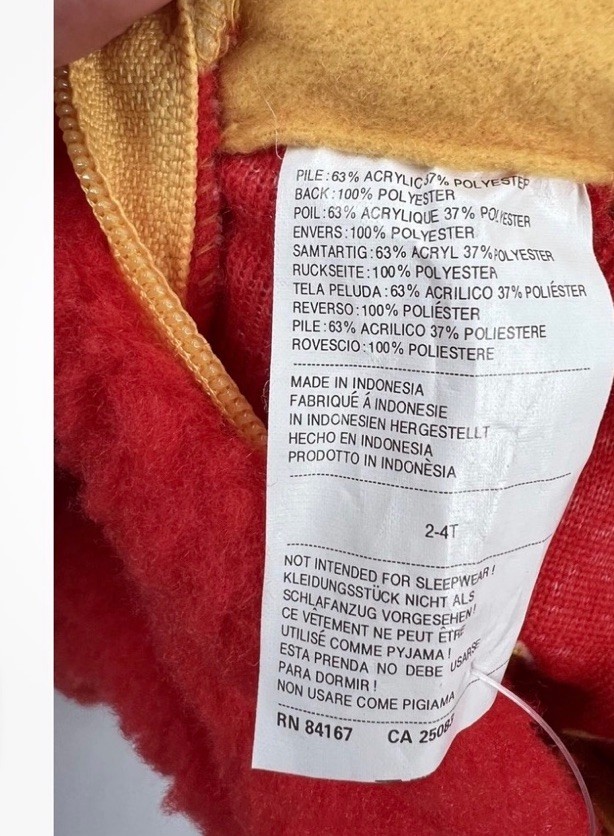 PILE:63% ACRYLIC 37% POLYESTER
BACK:100% POLYESTER
POIL:63% ACRYLIQUE 37% POLYESTER
ENVERS:100% POLYESTER
SAMTARTIG:63% ACRYL 37% POLYESTER
RUCKSEITE:100% POLYESTER
TELA PELUDA:63% ACRILICO 37% POLIÉSTER
REVERSO:100% POLIÉSTER
PILE:63% ACRILICO 37% POLIESTERE
ROVESCIO:100% POLIESTERE
MADE IN INDONESIA
FABRIQUÉ Á INDONESIE
IN INDONESIEN HERGESTELLT
HECHO EN INDONESIA
PRODOTTO IN INDONÈSIA
2-4T
NOT INTENDED FOR SLEEPWEAR!
KLEIDUNGSSTÜCK NICHT ALS
SCHLAFANZUG VORGESEHEN!
CE VÊTEMENT NE PEUT ÊTRE
UTILISÉ COMME PYJAMA!
ESTA PRENDA NO DEBE USARSE
PARA DORMIR!
NON USARE COME PIGIAMA
RN 84167 CA